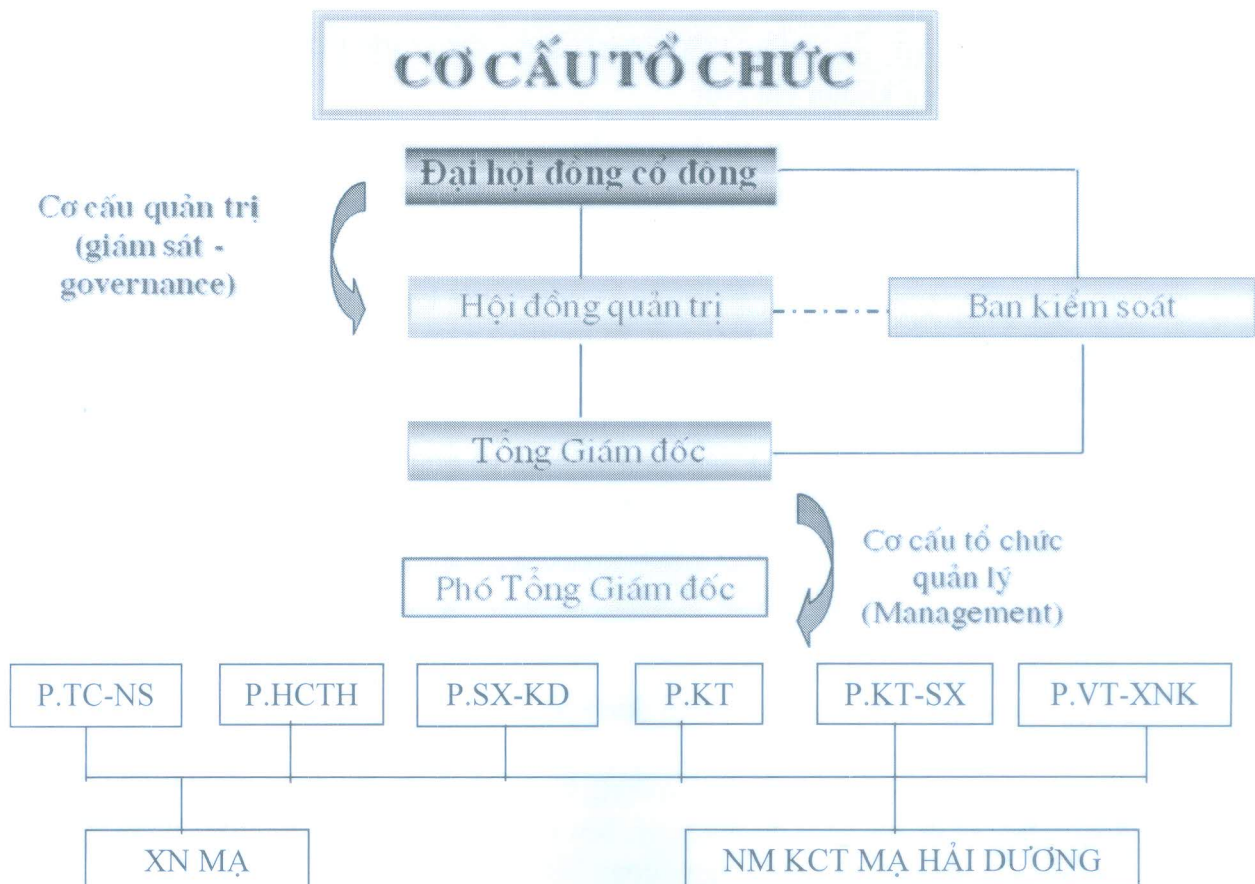 CƠ CẤU TỔ CHỨC
Đại hội đồng cổ đông
Cơ cấu quản trị
(giám sát -
governance)
Hội đồng quản trị
Ban kiểm soát
Tổng Giám đốc
Cơ cấu tổ chức
quản lý
(Management)
Phó Tổng Giám đốc
P.TC-NS
P.HCTH
P.SX-KD
P.KT
P.KT-SX
P.VT-XNK
XN MẠ
NM KCT MẠ HẢI DƯƠNG